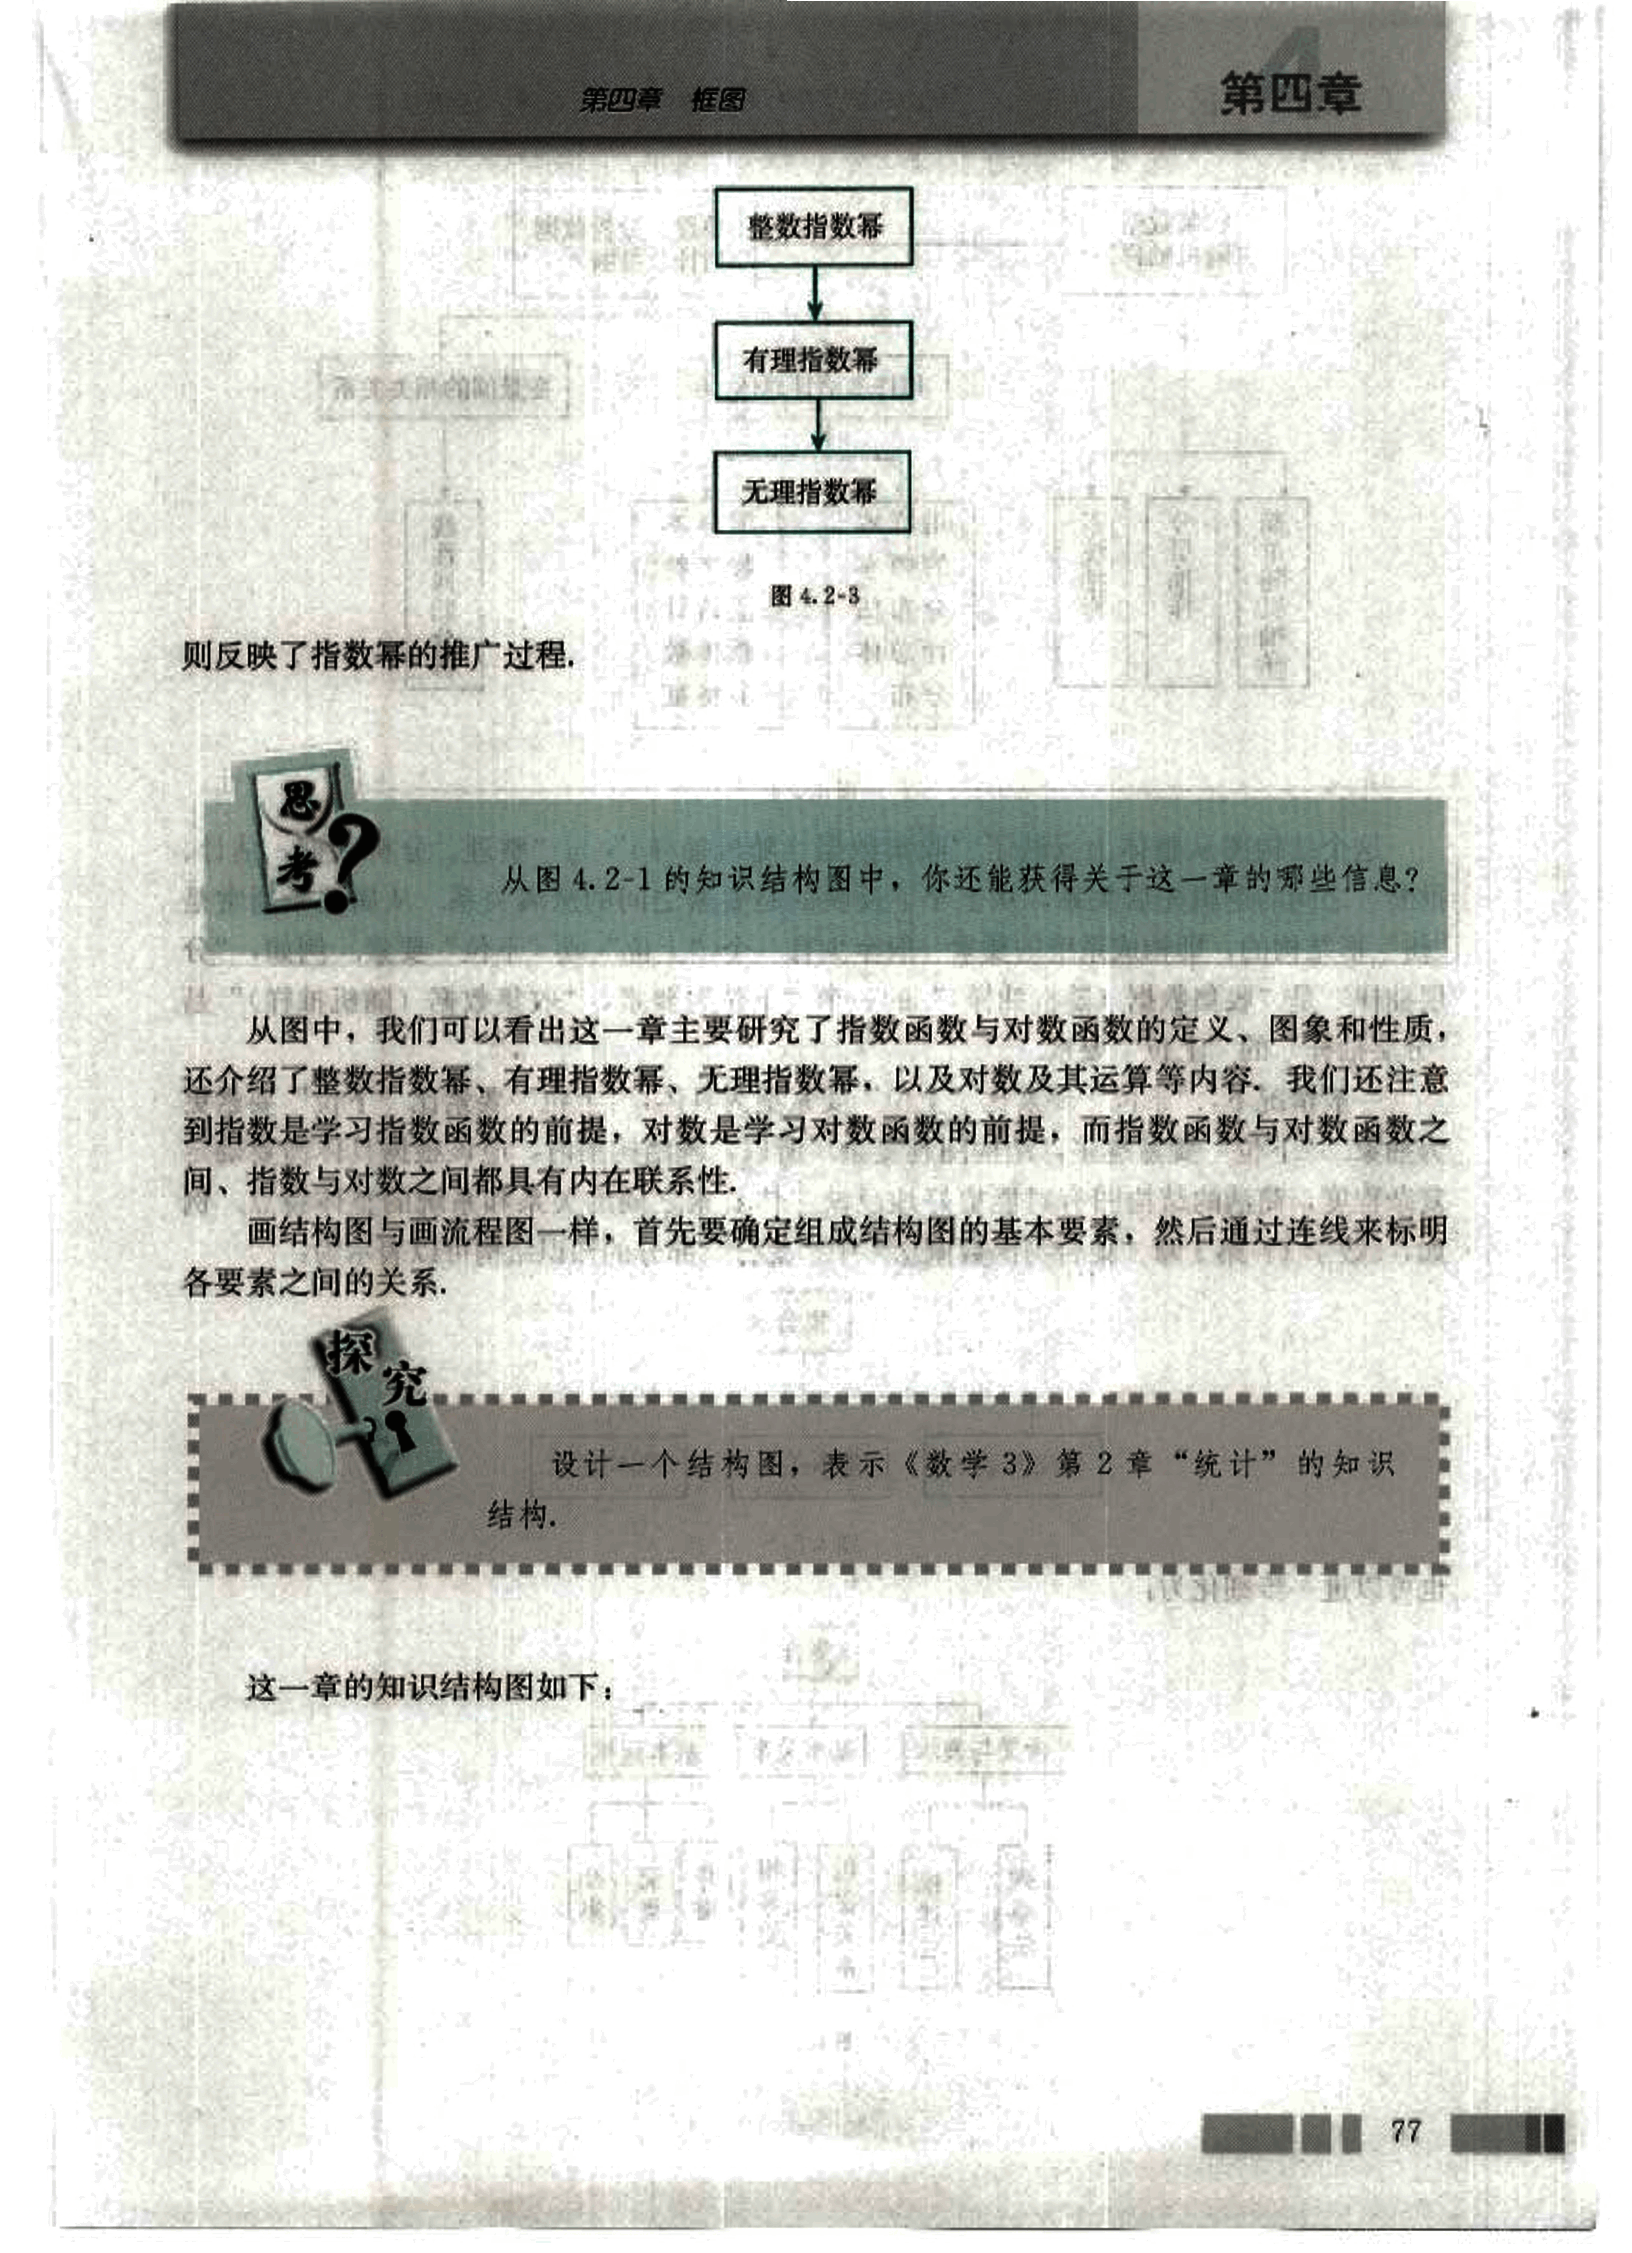 第四章 框图
第四章
整数指数幂
有理指数幂
无理指数幂
图 4.2-3
则反映了指数幂的推广过程.
思考?
从图 4.2-1 的知识结构图中，你还能获得关于这一章的哪些信息?
从图中，我们可以看出这一章主要研究了指数函数与对数函数的定义、图象和性质，
还介绍了整数指数幂、有理指数幂、无理指数幂，以及对数及其运算等内容. 我们还注意
到指数是学习指数函数的前提，对数是学习对数函数的前提，而指数函数与对数函数之
间、指数与对数之间都具有内在联系性.
画结构图与画流程图一样，首先要确定组成结构图的基本要素，然后通过连线来标明
各要素之间的关系.
探究
设计一个结构图，表示《数学 3》第 2 章“统计”的知识
结构.
这一章的知识结构图如下：
77